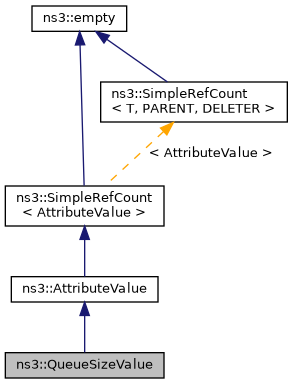 ns3::empty
ns3::SimpleRefCount
< T, PARENT, DELETER >
< AttributeValue >
ns3::SimpleRefCount
< AttributeValue >
ns3::AttributeValue
ns3::QueueSizeValue